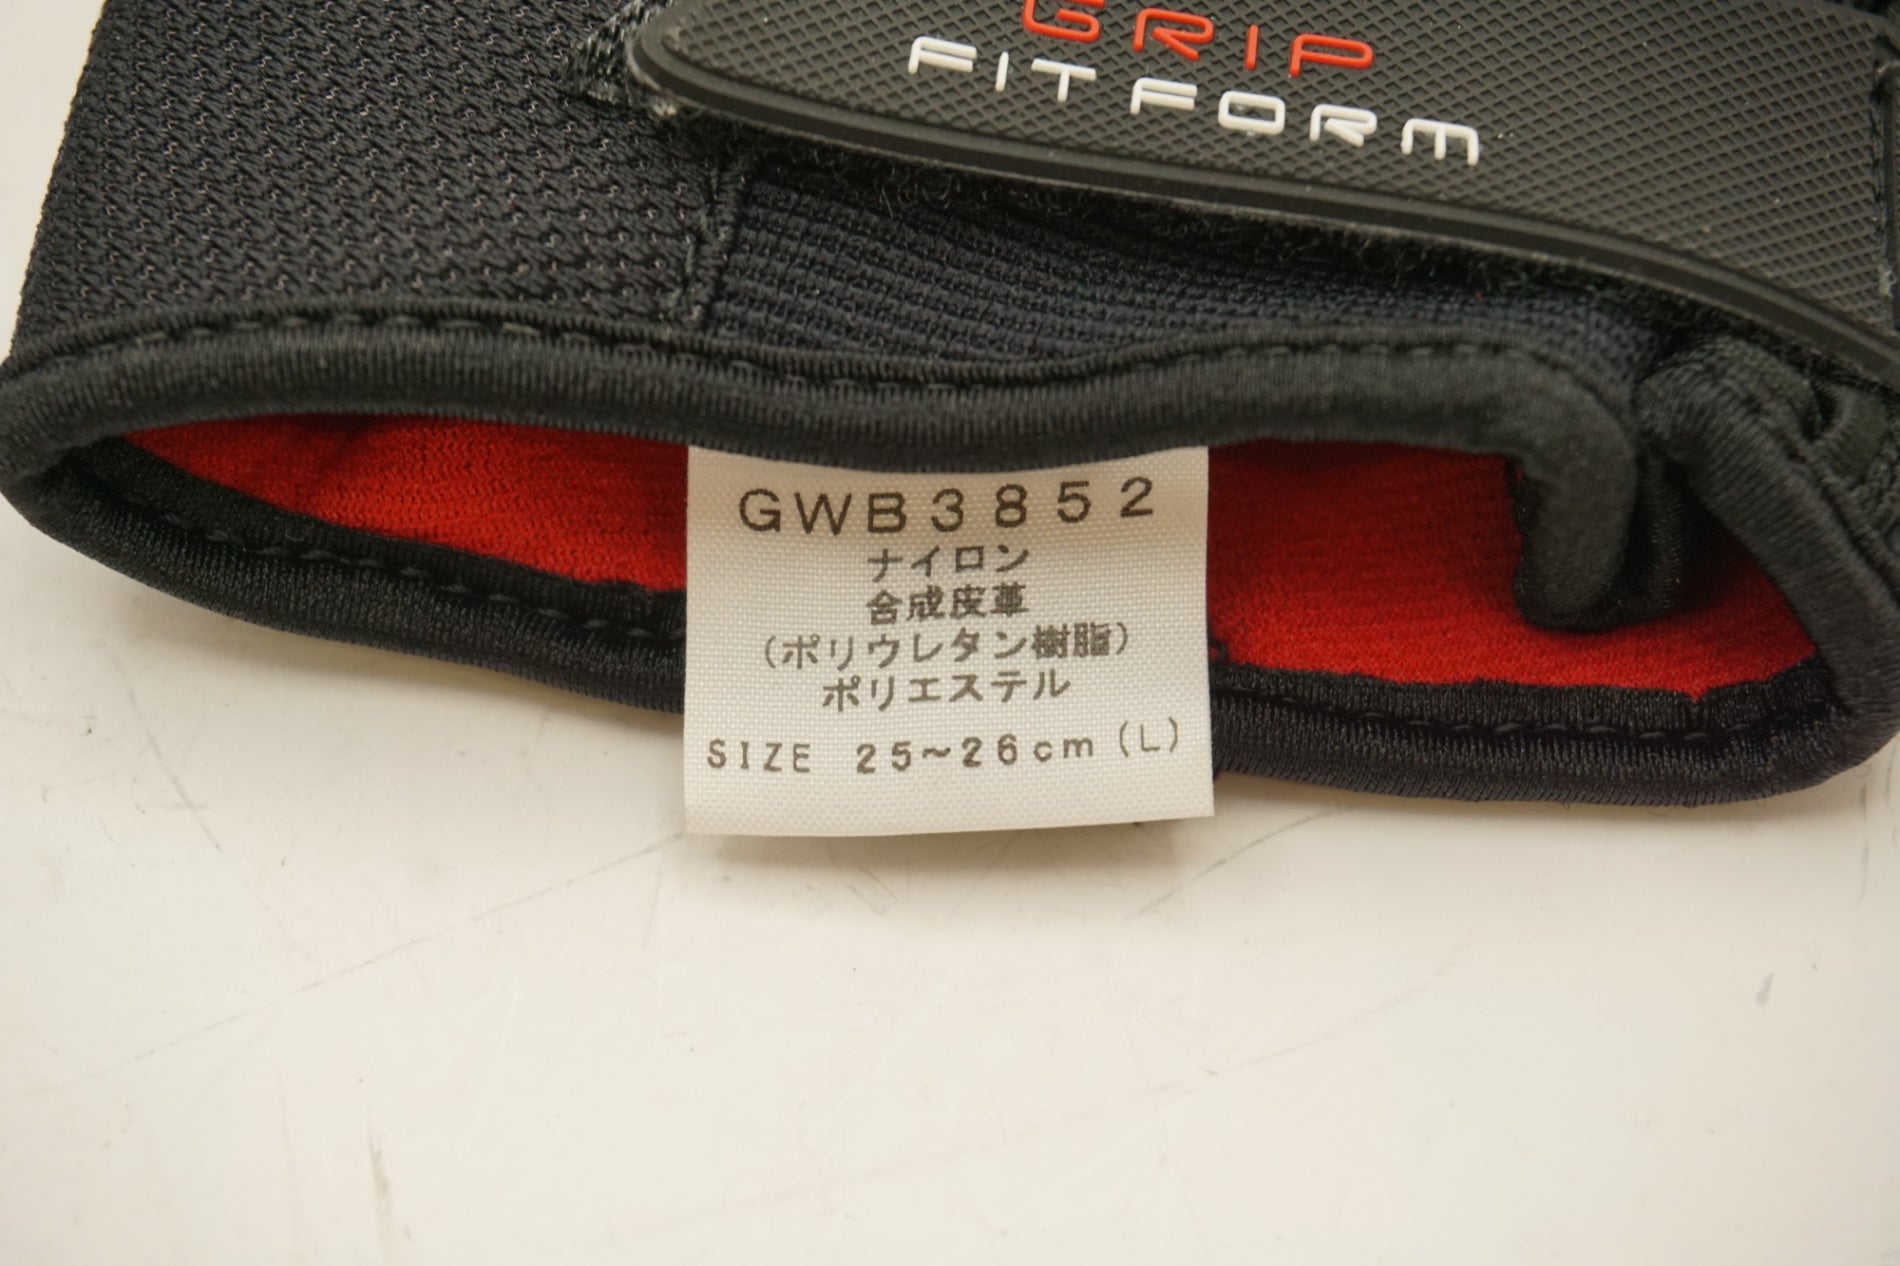 GRIP
FITFORM
GWB3852
ナイロン
合成皮革
(ポリウレタン樹脂)
ポリエステル
SIZE 25~26cm (L)